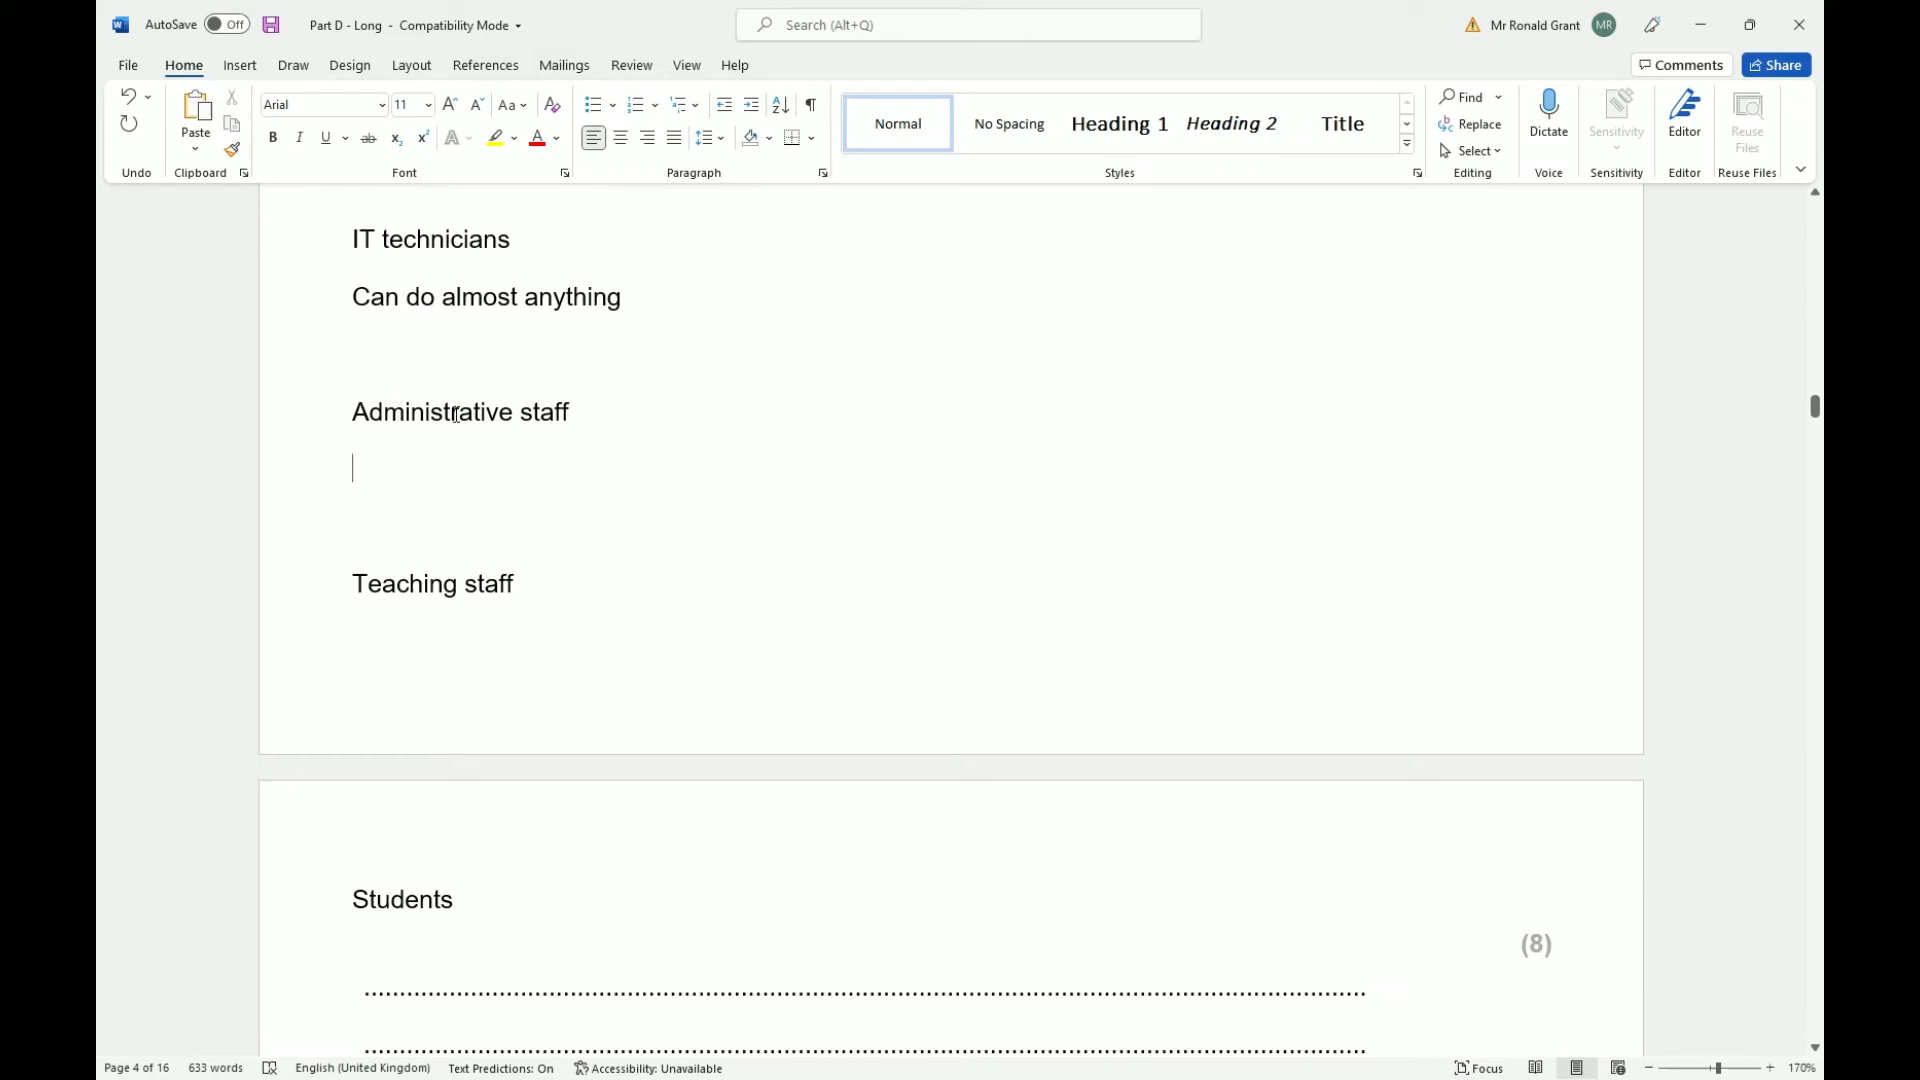 AutoSave Off Part D - Long - Compatibility Mode Search (Alt+Q) Mr Ronald Grant MR
File Home Insert Draw Design Layout References Mailings Review View Help Comments Share
Paste Arial 11 Aa Normal No Spacing Heading 1 Heading 2 Title Find Replace Select Dictate Sensitivity Editor Reuse Files
Undo Clipboard Font Paragraph Styles Editing Voice Sensitivity Editor Reuse Files
IT technicians
Can do almost anything
Administrative staff
Teaching staff
Students
(8)
Page 4 of 16 633 words English (United Kingdom) Text Predictions: On Accessibility: Unavailable Focus 170%